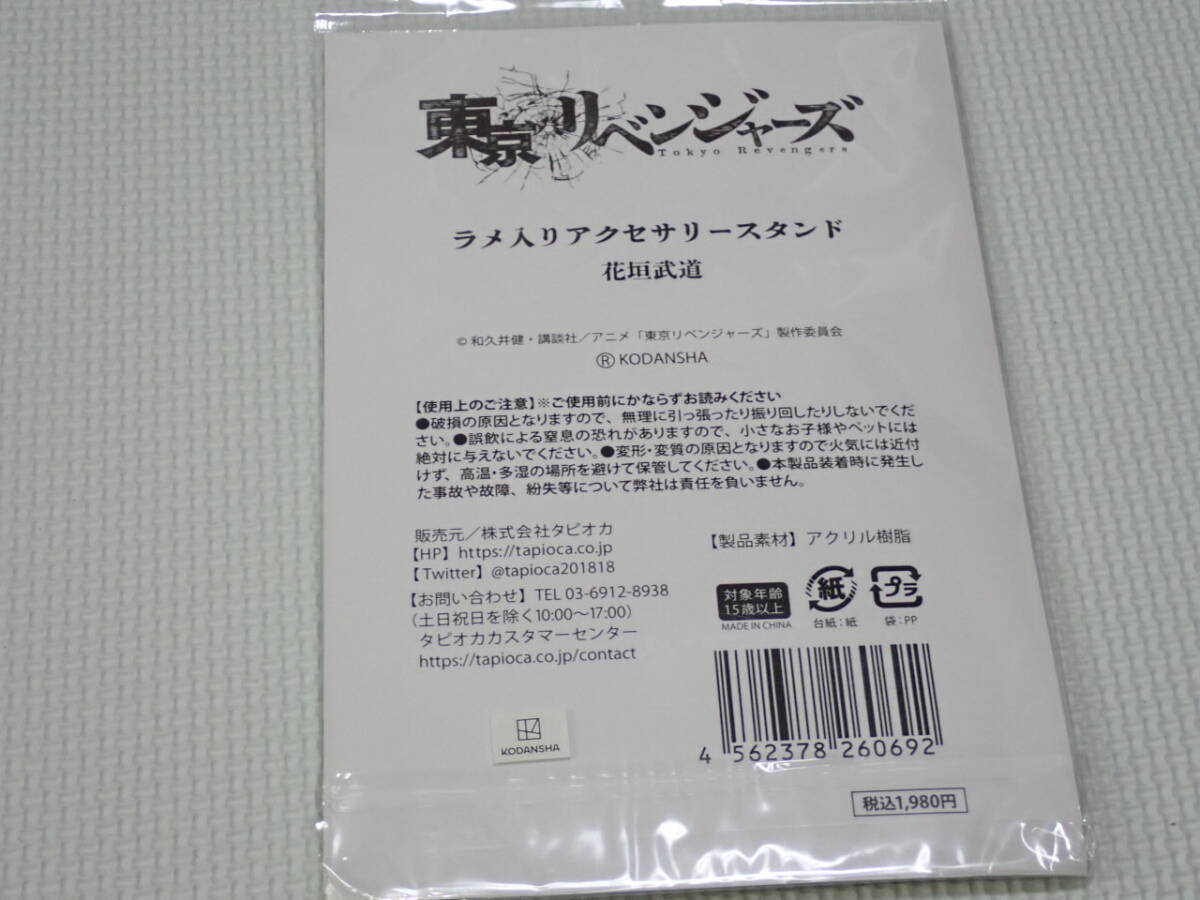 東京リベンジャーズ
Tokyo Revengers
ラメ入りアクセサリースタンド
花垣武道
© 和久井健・講談社／アニメ「東京リベンジャーズ」製作委員会
Ⓡ KODANSHA
【使用上のご注意】※ご使用前にかならずお読みください
●破損の原因となりますので、無理に引っ張ったり振り回したりしないでくだ
さい。●誤飲による窒息の恐れがありますので、小さなお子様やペットには
絶対に与えないでください。●変形・変質の原因となりますので火気には近付
けず、高温・多湿の場所を避けて保管してください。●本製品装着時に発生し
た事故や故障、紛失等について弊社は責任を負いません。
販売元／株式会社タピオカ
【HP】https://tapioca.co.jp
【Twitter】@tapioca201818
【お問い合わせ】TEL 03-6912-8938
（土日祝日を除く10:00〜17:00）
タピオカカスタマーセンター
https://tapioca.co.jp/contact
KODANSHA
【製品素材】アクリル樹脂
対象年齢
15歳以上
MADE IN CHINA
紙
台紙：紙
プラ
袋：PP
4 562378 260692
税込1,980円